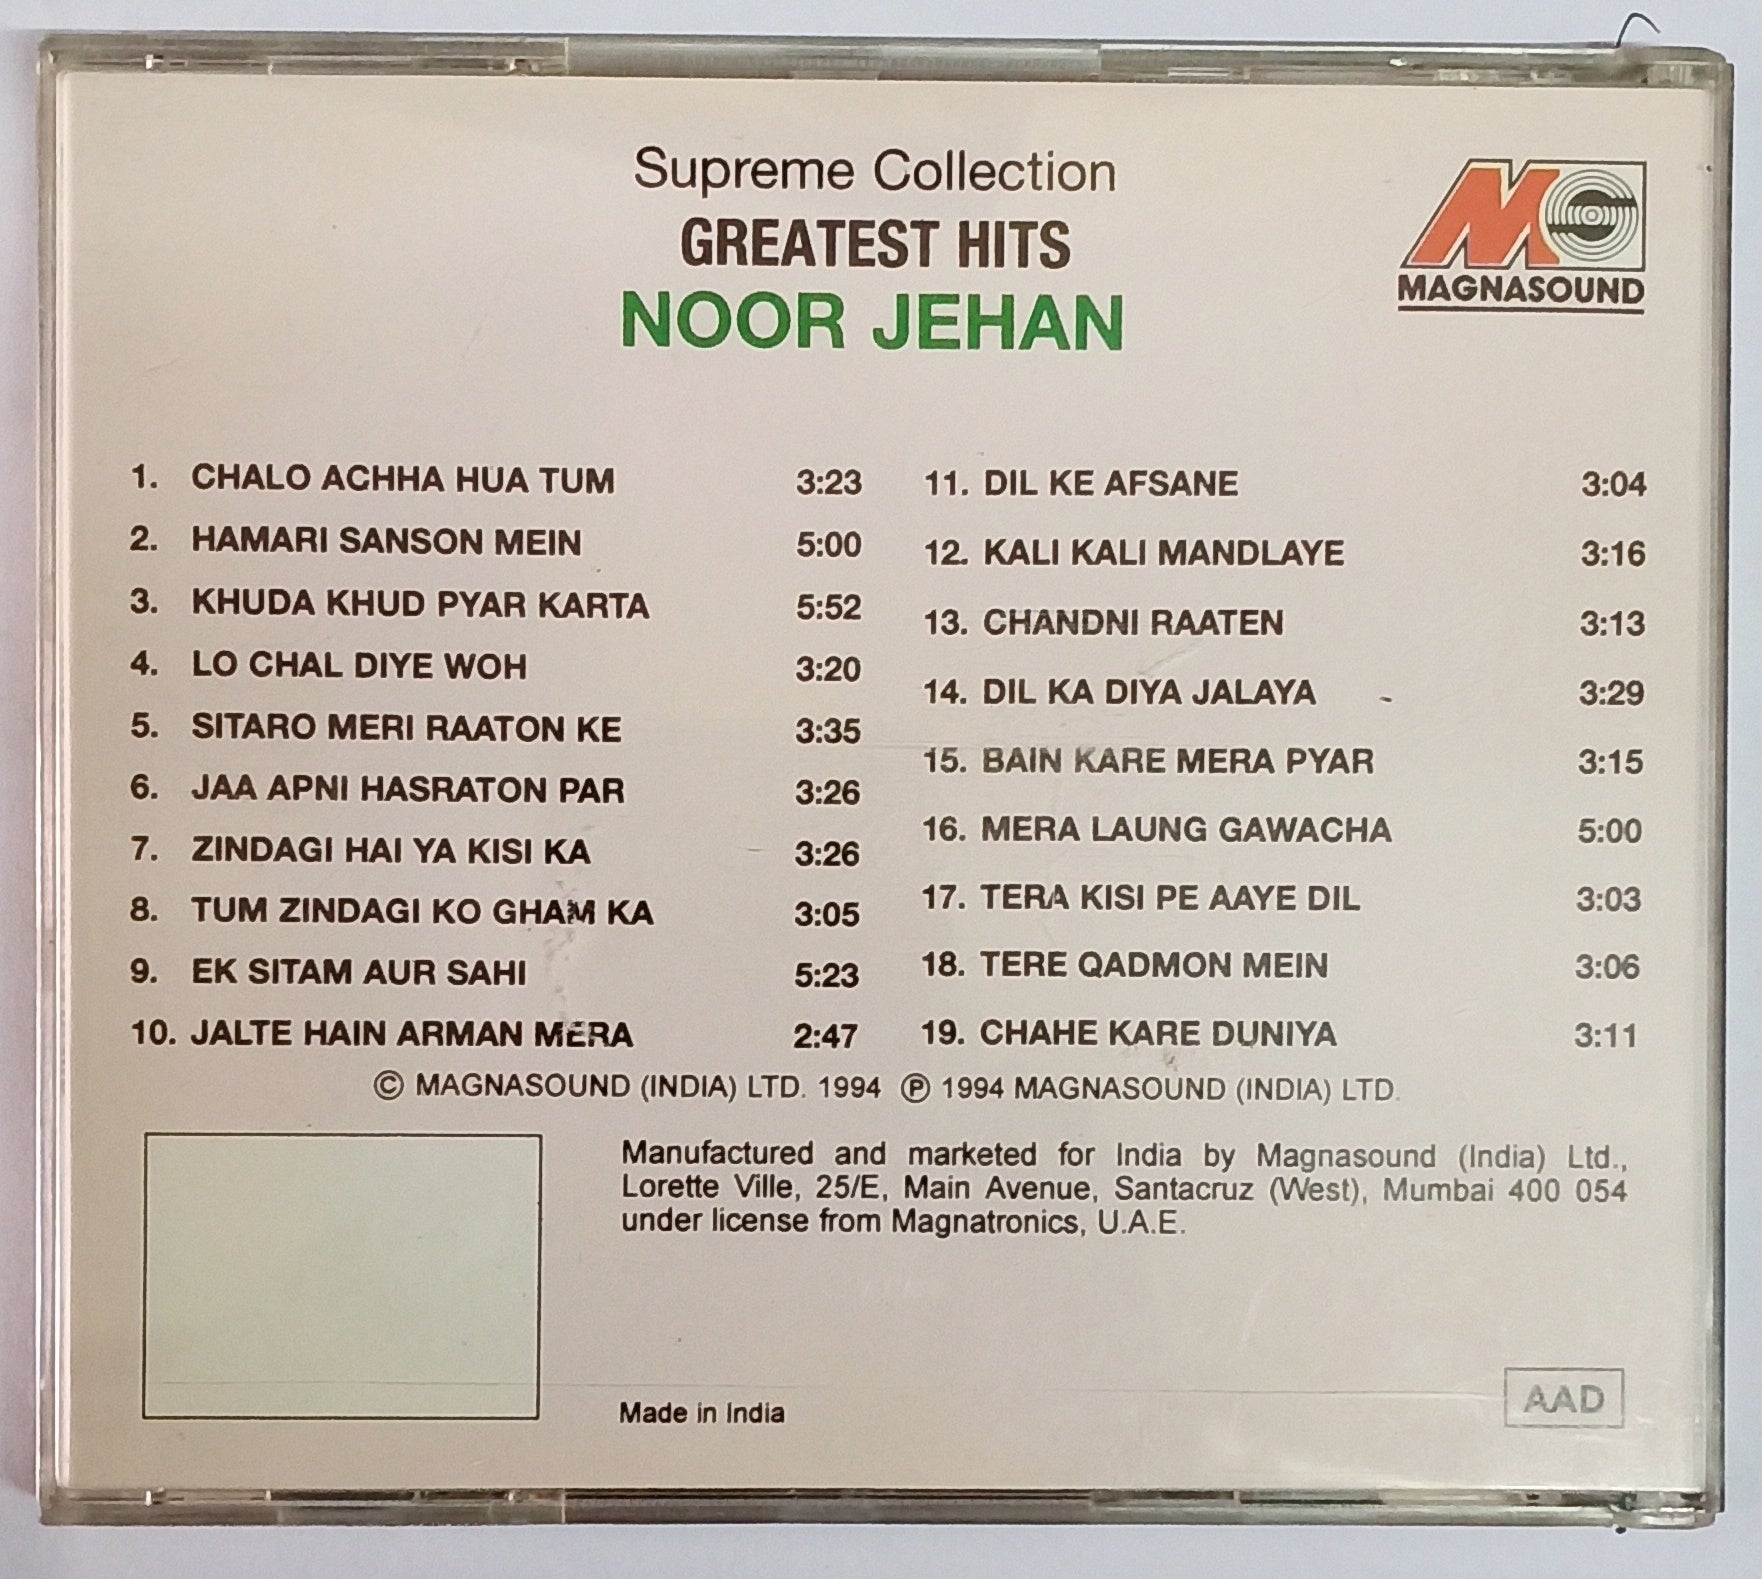 Supreme Collection
GREATEST HITS
NOOR JEHAN
MAGNASOUND
1. CHALO ACHHA HUA TUM 3:23
2. HAMARI SANSON MEIN 5:00
3. KHUDA KHUD PYAR KARTA 5:52
4. LO CHAL DIYE WOH 3:20
5. SITARO MERI RAATON KE 3:35
6. JAA APNI HASRATON PAR 3:26
7. ZINDAGI HAI YA KISI KA 3:26
8. TUM ZINDAGI KO GHAM KA 3:05
9. EK SITAM AUR SAHI 5:23
10. JALTE HAIN ARMAN MERA 2:47
11. DIL KE AFSANE 3:04
12. KALI KALI MANDLAYE 3:16
13. CHANDNI RAATEN 3:13
14. DIL KA DIYA JALAYA 3:29
15. BAIN KARE MERA PYAR 3:15
16. MERA LAUNG GAWACHA 5:00
17. TERA KISI PE AAYE DIL 3:03
18. TERE QADMON MEIN 3:06
19. CHAHE KARE DUNIYA 3:11
© MAGNASOUND (INDIA) LTD. 1994 ℗ 1994 MAGNASOUND (INDIA) LTD.
Manufactured and marketed for India by Magnasound (India) Ltd.,
Lorette Ville, 25/E, Main Avenue, Santacruz (West), Mumbai 400 054
under license from Magnatronics, U.A.E.
Made in India
AAD